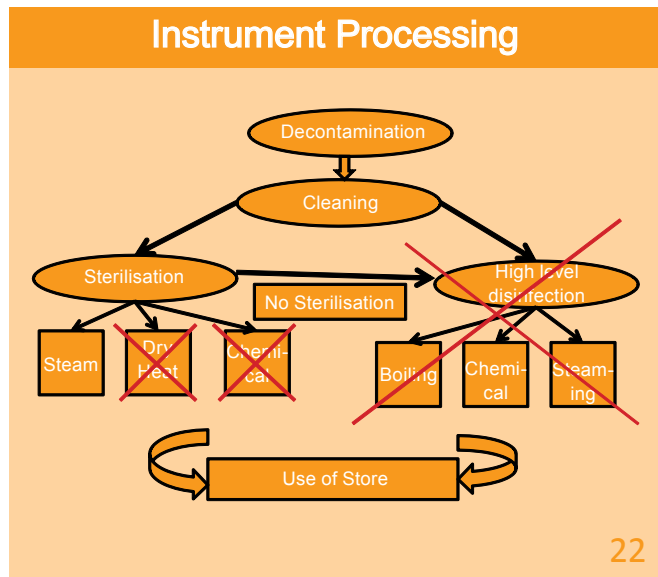 Instrument Processing
Decontamination
Cleaning
Sterilisation
High level
disinfection
No Sterilisation
Steam
Dry
Heat
Chemi-
cal
Boiling
Chemi-
cal
Steam-
ing
Use of Store
22